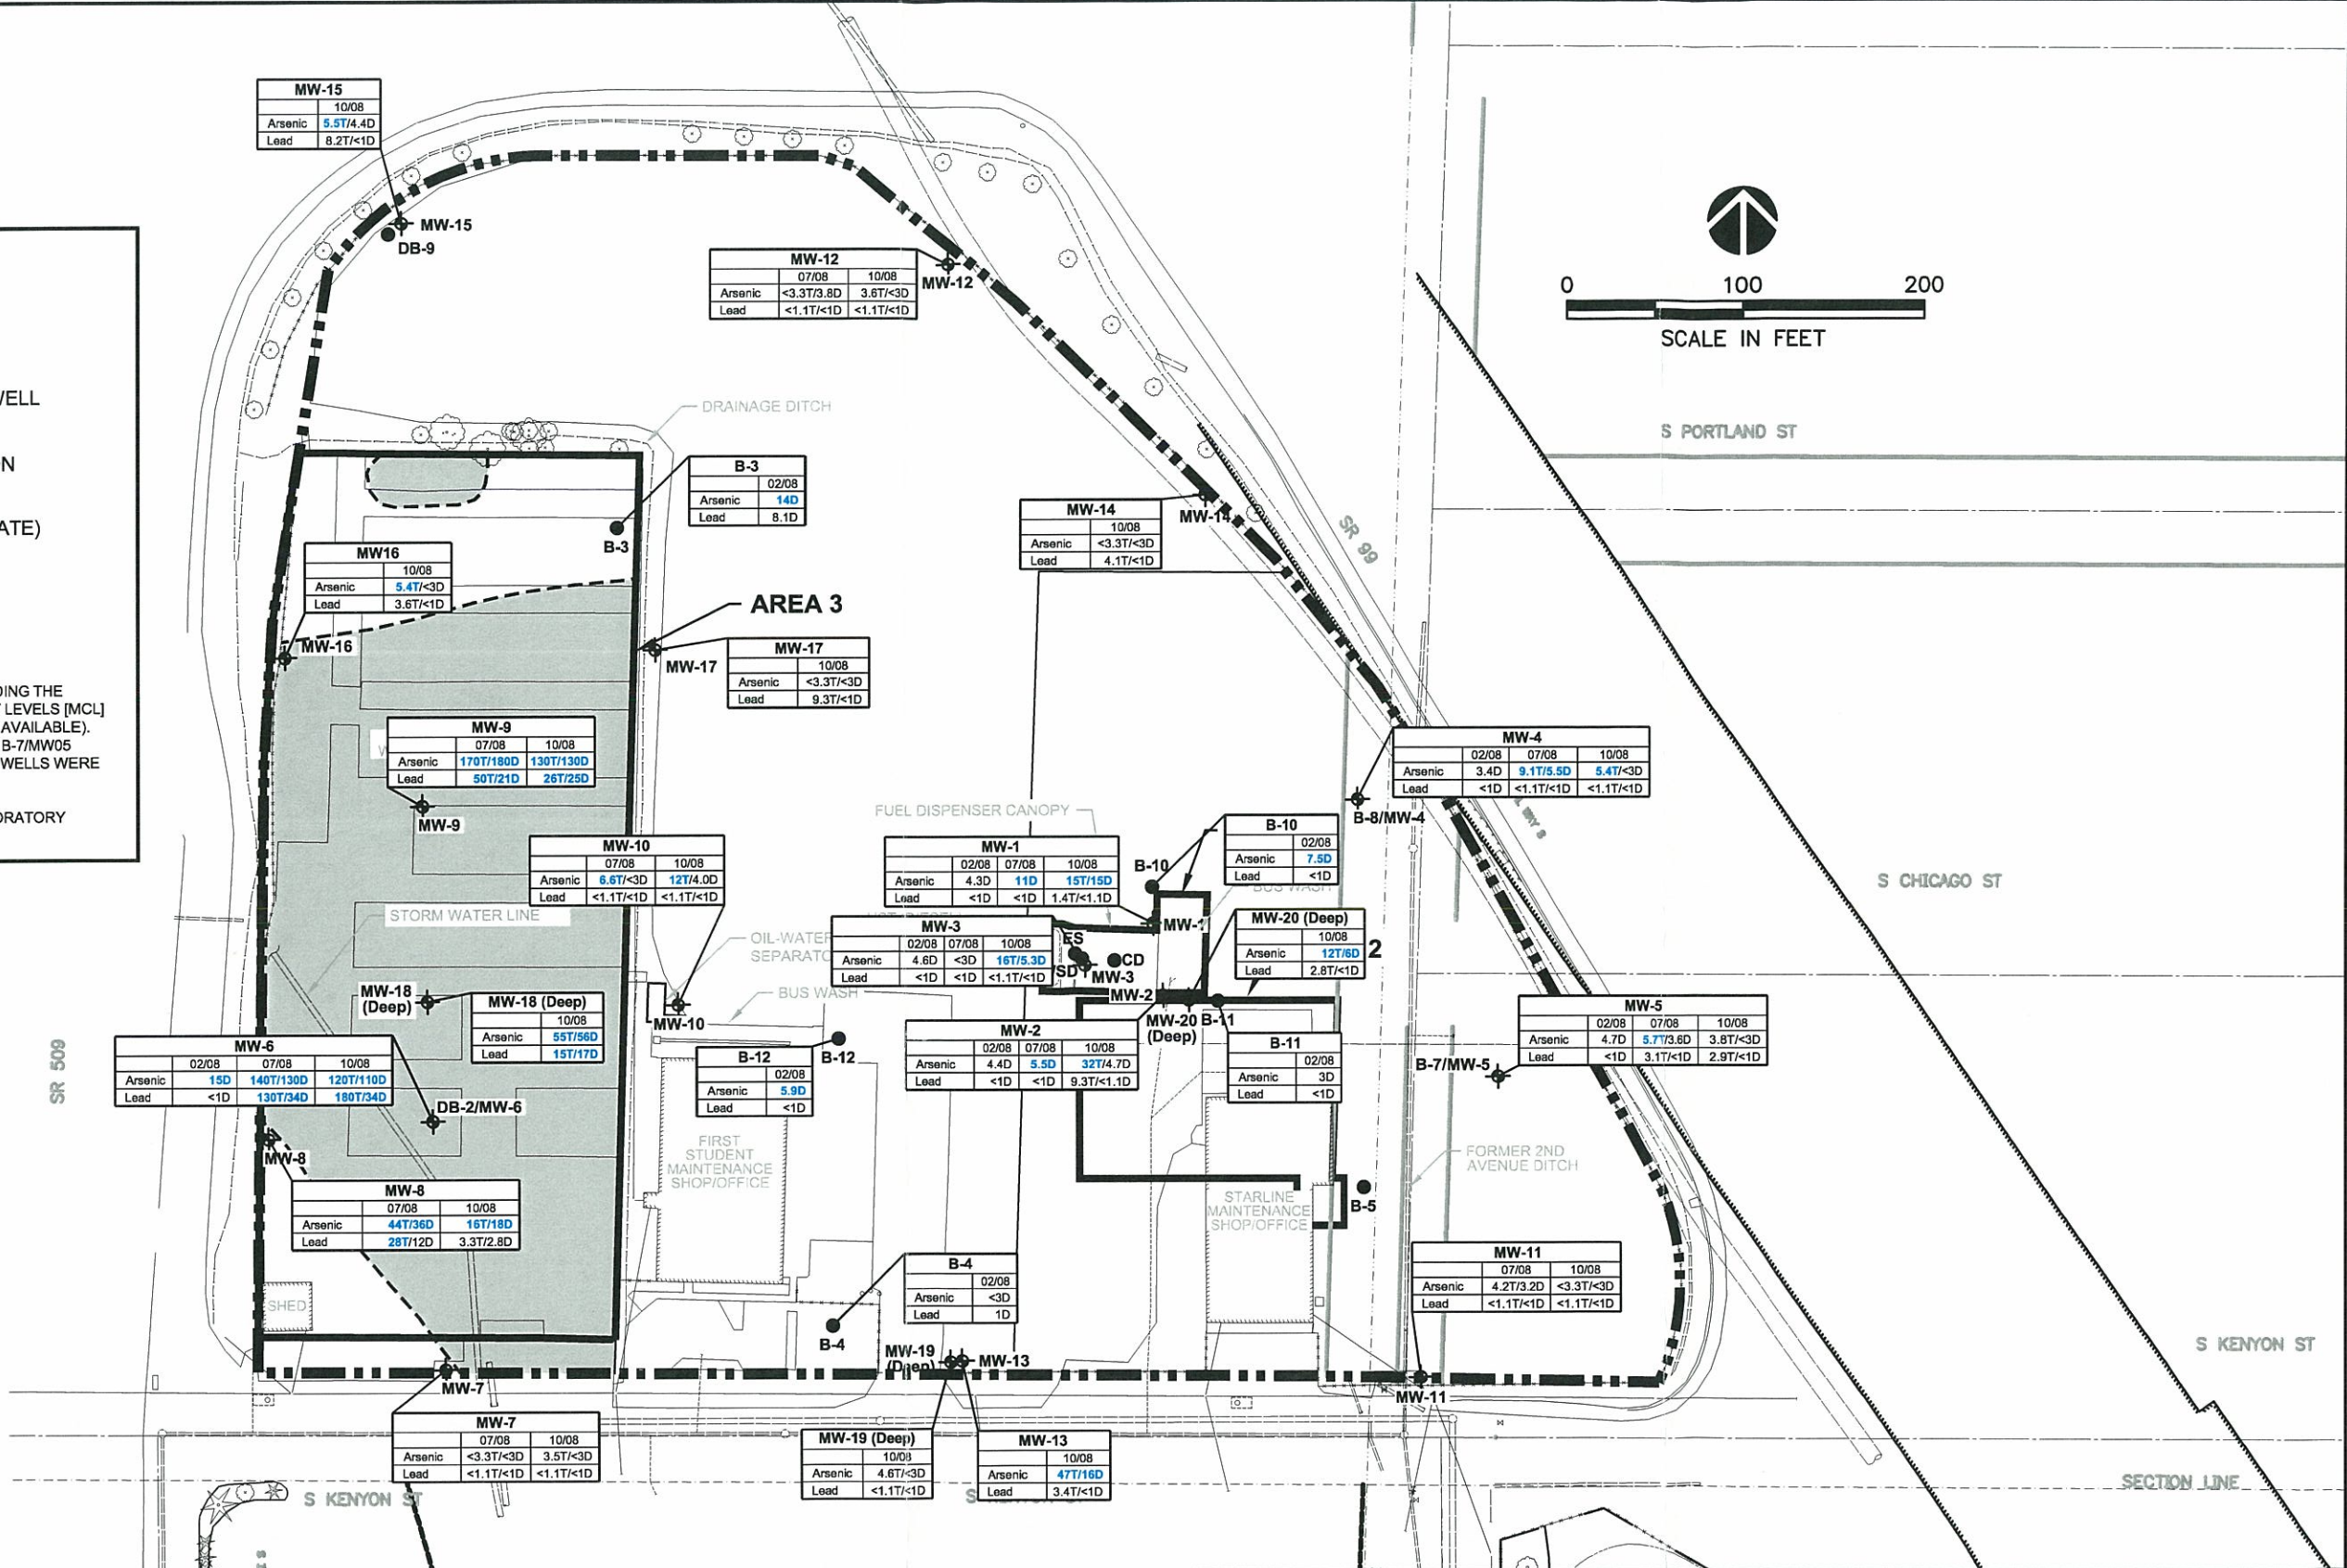 MW-15
10/08
Arsenic 5.5T/4.4D
Lead 8.2T/<1D
MW-15
DB-9
MW-12
07/08 10/08
Arsenic <3.3T/3.8D 3.6T/<3D
Lead <1.1T/<1D <1.1T/<1D
MW-12
0 100 200
SCALE IN FEET
S PORTLAND ST
DRAINAGE DITCH
B-3
02/08
Arsenic 14D
Lead 8.1D
B-3
MW-14
10/08
Arsenic <3.3T/<3D
Lead 4.1T/<1D
MW-14
SR 99
MW16
10/08
Arsenic 5.4T/<3D
Lead 3.6T/<1D
MW-16
AREA 3
MW-17
MW-17
10/08
Arsenic <3.3T/<3D
Lead 9.3T/<1D
DING THE
LEVELS [MCL]
AVAILABLE).
B-7/MW05
WELLS WERE
ORATORY
/ELL
N
ATE)
MW-9
07/08 10/08
Arsenic 170T/180D 130T/130D
Lead 50T/21D 26T/25D
MW-9
MW-4
02/08 07/08 10/08
Arsenic 3.4D 9.1T/5.5D 5.4T/<3D
Lead <1D <1.1T/<1D <1.1T/<1D
B-8/MW-4
FUEL DISPENSER CANOPY
MW-10
07/08 10/08
Arsenic 6.6T/<3D 12T/4.0D
Lead <1.1T/<1D <1.1T/<1D
MW-1
02/08 07/08 10/08
Arsenic 4.3D 11D 15T/15D
Lead <1D <1D 1.4T/<1.1D
B-10
B-10
02/08
Arsenic 7.5D
Lead <1D
BUS WASH
S CHICAGO ST
STORM WATER LINE
OIL-WATER
SEPARATO
MW-3
02/08 07/08 10/08
Arsenic 4.6D <3D 16T/5.3D
Lead <1D <1D <1.1T/<1D
MW-1
ES
CD
/SD
MW-3
MW-20 (Deep)
10/08
Arsenic 12T/6D
Lead 2.8T/<1D
2
BUS WASH
MW-18
(Deep)
MW-18 (Deep)
10/08
Arsenic 55T/56D
Lead 15T/17D
MW-10
MW-2
MW-20
(Deep)
B-11
MW-5
02/08 07/08 10/08
Arsenic 4.7D 5.7T/3.6D 3.8T/<3D
Lead <1D 3.1T/<1D 2.9T/<1D
B-7/MW-5
SR 509
MW-6
02/08 07/08 10/08
Arsenic 15D 140T/130D 120T/110D
Lead <1D 130T/34D 180T/34D
DB-2/MW-6
B-12
02/08
Arsenic 5.9D
Lead <1D
B-12
MW-2
02/08 07/08 10/08
Arsenic 4.4D 5.5D 32T/4.7D
Lead <1D <1D 9.3T/<1.1D
B-11
02/08
Arsenic 3D
Lead <1D
MW-8
MW-8
07/08 10/08
Arsenic 44T/36D 16T/18D
Lead 28T/12D 3.3T/2.8D
FIRST
STUDENT
MAINTENANCE
SHOP/OFFICE
FORMER 2ND
AVENUE DITCH
STARLINE
MAINTENANCE
SHOP/OFFICE
B-5
SHED
B-4
02/08
Arsenic <3D
Lead 1D
B-4
MW-11
07/08 10/08
Arsenic 4.2T/3.2D <3.3T/<3D
Lead <1.1T/<1D <1.1T/<1D
MW-19
(Deep)
MW-13
MW-7
MW-11
S KENYON ST
MW-7
07/08 10/08
Arsenic <3.3T/<3D 3.5T/<3D
Lead <1.1T/<1D <1.1T/<1D
MW-19 (Deep)
10/08
Arsenic 4.6T/<3D
Lead <1.1T/<1D
MW-13
10/08
Arsenic 47T/16D
Lead 3.4T/<1D
S KENYON ST
SECTION LINE